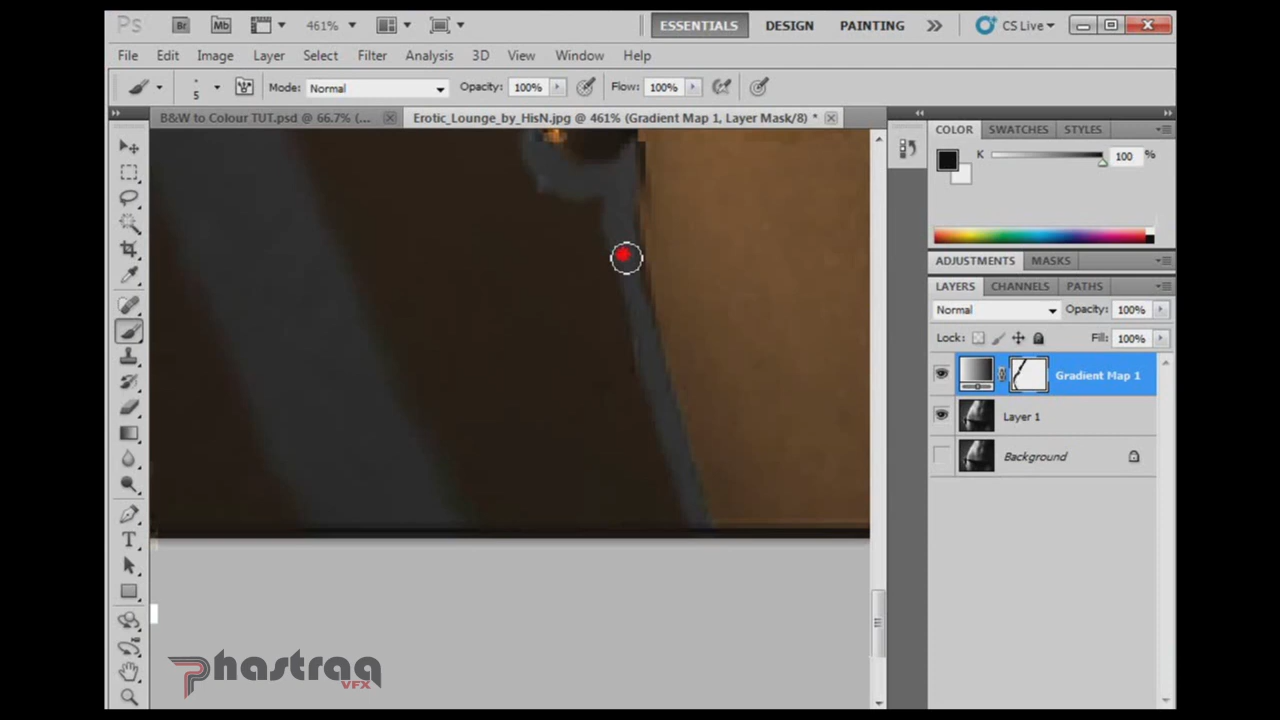 Ps Br Mb 461% ESSENTIALS DESIGN PAINTING CS Live
File Edit Image Layer Select Analysis Filter 3D View Window Help
5 Mode: Normal Opacity: 100% Flow: 100%
B&W to Colour TUT.psd @ 66.7% (... Erotic_Lounge_by_HisN.jpg @ 461% (Gradient Map 1, Layer Mask/8) *
COLOR SWATCHES STYLES
K 100 %
ADJUSTMENTS MASKS
LAYERS CHANNELS PATHS
Normal Opacity: 100%
Lock: Fill: 100%
Gradient Map 1
Layer 1
Background
T
Phastraq
VFX